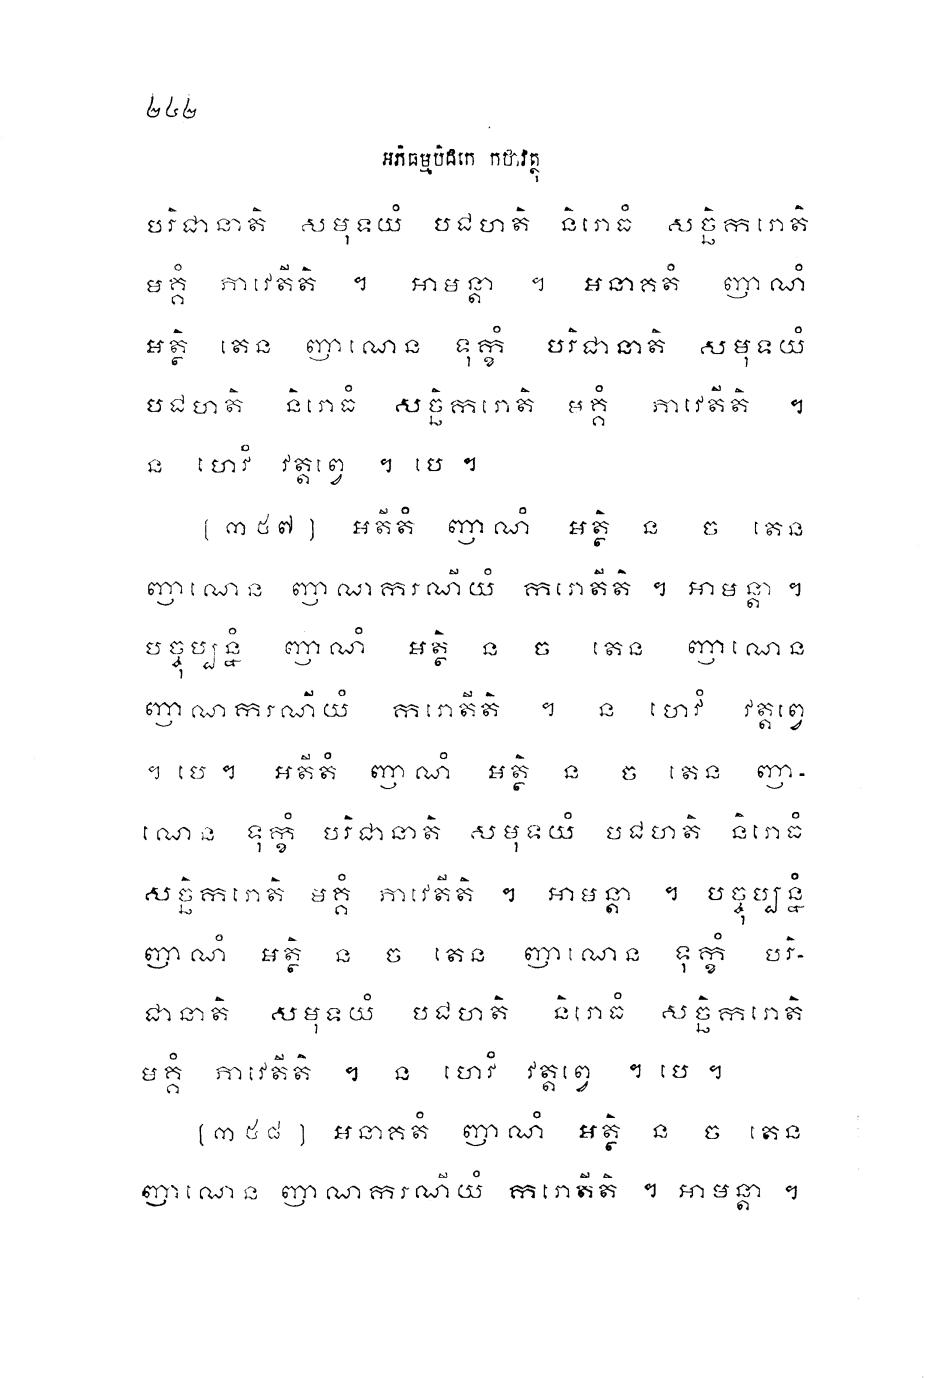 ២៤២
អភិធម្មបិដកេ កថាវត្ថុ
បរិជានាតិ សមុទយំ បជហតិ និរោធំ សច្ឆិករោតិ
មគ្គំ ភាវេតីតិ ។ អាមន្តា ។ អនាគតំ ញាណំ
អត្ថិ តេន ញាណេន ទុក្ខំ បរិជានាតិ សមុទយំ
បជហតិ និរោធំ សច្ឆិករោតិ មគ្គំ ភាវេតីតិ ។
ន ហេវំ វត្តព្វេ ។ បេ ។
[៣៥៧] អតីតំ ញាណំ អត្ថិ ន ច តេន
ញាណេន ញាណករណីយំ ករោតីតិ ។ អាមន្តា ។
បច្ចុប្បន្នំ ញាណំ អត្ថិ ន ច តេន ញាណេន
ញាណករណីយំ ករោតីតិ ។ ន ហេវំ វត្តព្វេ
។ បេ ។ អតីតំ ញាណំ អត្ថិ ន ច តេន ញា-
ណេន ទុក្ខំ បរិជានាតិ សមុទយំ បជហតិ និរោធំ
សច្ឆិករោតិ មគ្គំ ភាវេតីតិ ។ អាមន្តា ។ បច្ចុប្បន្នំ
ញាណំ អត្ថិ ន ច តេន ញាណេន ទុក្ខំ បរិ-
ជានាតិ សមុទយំ បជហតិ និរោធំ សច្ឆិករោតិ
មគ្គំ ភាវេតីតិ ។ ន ហេវំ វត្តព្វេ ។ បេ ។
[៣៥៨] អនាគតំ ញាណំ អត្ថិ ន ច តេន
ញាណេន ញាណករណីយំ ករោតីតិ ។ អាមន្តា ។